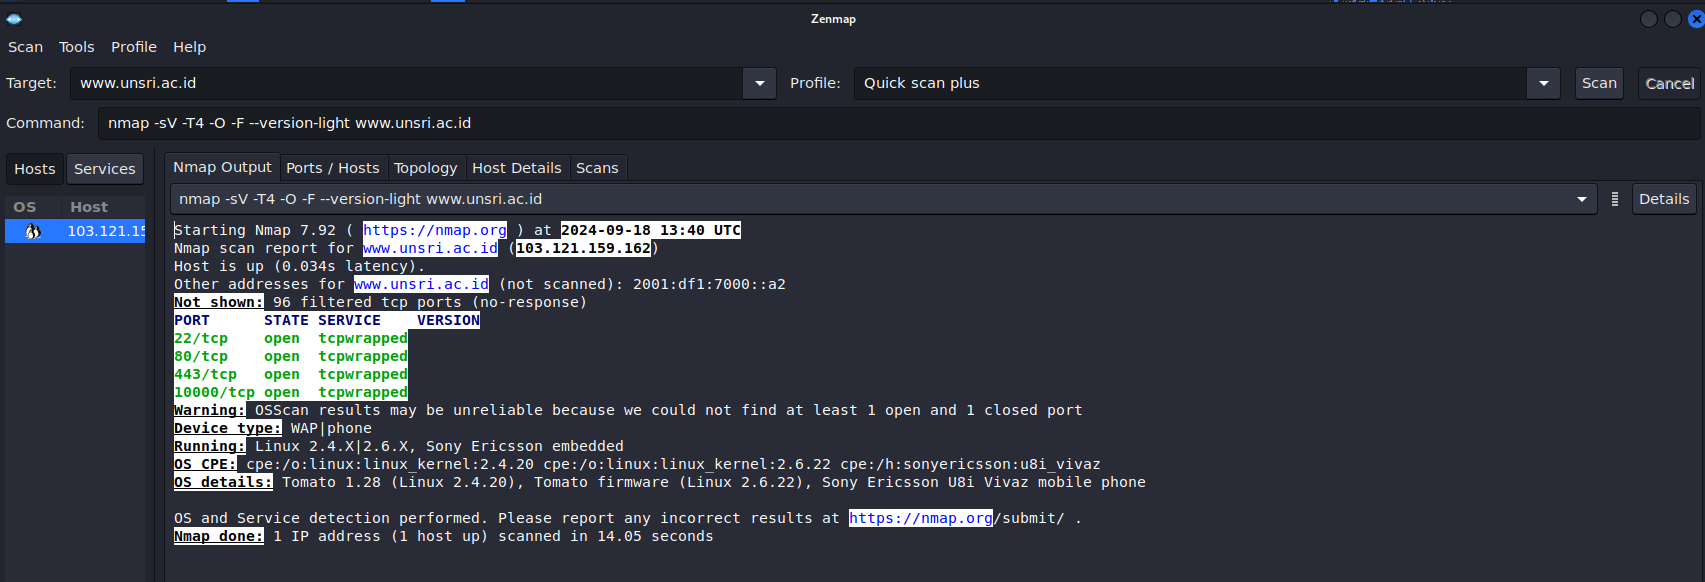 Zenmap
Scan Tools Profile Help
Target: www.unsri.ac.id Profile: Quick scan plus Scan Cancel
Command: nmap -sV -T4 -O -F --version-light www.unsri.ac.id
Hosts Services
Nmap Output Ports / Hosts Topology Host Details Scans
OS Host
103.121.15
nmap -sV -T4 -O -F --version-light www.unsri.ac.id Details
Starting Nmap 7.92 ( https://nmap.org ) at 2024-09-18 13:40 UTC
Nmap scan report for www.unsri.ac.id (103.121.159.162)
Host is up (0.034s latency).
Other addresses for www.unsri.ac.id (not scanned): 2001:df1:7000::a2
Not shown: 96 filtered tcp ports (no-response)
PORT STATE SERVICE VERSION
22/tcp open tcpwrapped
80/tcp open tcpwrapped
443/tcp open tcpwrapped
10000/tcp open tcpwrapped
Warning: OSScan results may be unreliable because we could not find at least 1 open and 1 closed port
Device type: WAP|phone
Running: Linux 2.4.X|2.6.X, Sony Ericsson embedded
OS CPE: cpe:/o:linux:linux_kernel:2.4.20 cpe:/o:linux:linux_kernel:2.6.22 cpe:/h:sonyericsson:u8i_vivaz
OS details: Tomato 1.28 (Linux 2.4.20), Tomato firmware (Linux 2.6.22), Sony Ericsson U8i Vivaz mobile phone
OS and Service detection performed. Please report any incorrect results at https://nmap.org/submit/ .
Nmap done: 1 IP address (1 host up) scanned in 14.05 seconds